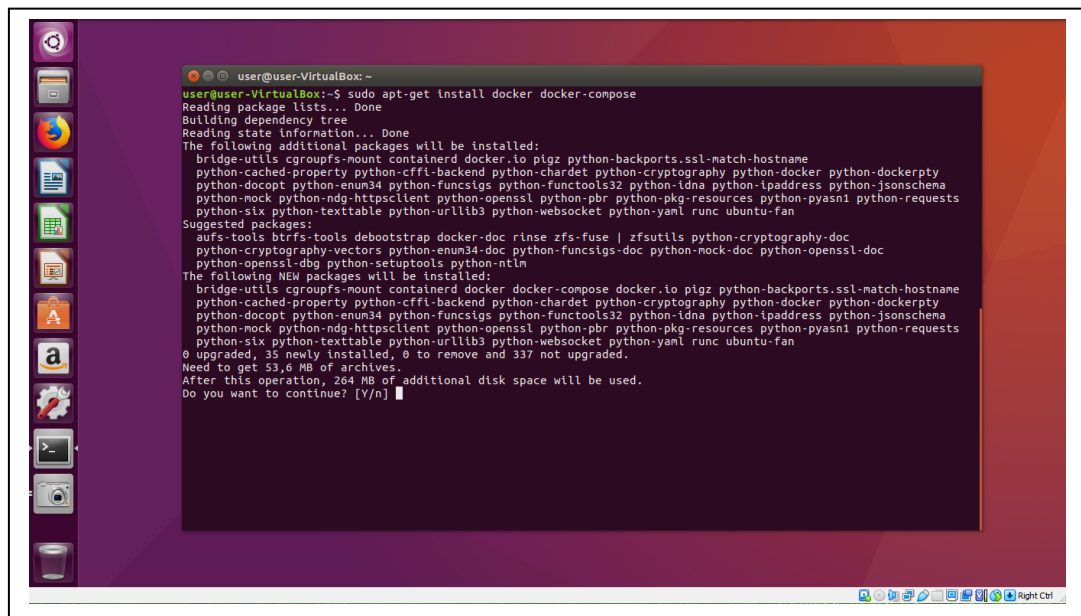 user@user-VirtualBox: ~
user@user-VirtualBox:~$ sudo apt-get install docker docker-compose
Reading package lists... Done
Building dependency tree
Reading state information... Done
The following additional packages will be installed:
  bridge-utils cgroupfs-mount containerd docker.io pigz python-backports.ssl-match-hostname
  python-cached-property python-cffi-backend python-chardet python-cryptography python-docker python-dockerpty
  python-docopt python-enum34 python-funcsigs python-functools32 python-idna python-ipaddress python-jsonschema
  python-mock python-ndg-httpsclient python-openssl python-pbr python-pkg-resources python-pyasn1 python-requests
  python-six python-texttable python-urllib3 python-websocket python-yaml runc ubuntu-fan
Suggested packages:
  aufs-tools btrfs-tools debootstrap docker-doc rinse zfs-fuse | zfsutils python-cryptography-doc
  python-cryptography-vectors python-enum34-doc python-funcsigs-doc python-mock-doc python-openssl-doc
  python-openssl-dbg python-setuptools python-ntlm
The following NEW packages will be installed:
  bridge-utils cgroupfs-mount containerd docker docker-compose docker.io pigz python-backports.ssl-match-hostname
  python-cached-property python-cffi-backend python-chardet python-cryptography python-docker python-dockerpty
  python-docopt python-enum34 python-funcsigs python-functools32 python-idna python-ipaddress python-jsonschema
  python-mock python-ndg-httpsclient python-openssl python-pbr python-pkg-resources python-pyasn1 python-requests
  python-six python-texttable python-urllib3 python-websocket python-yaml runc ubuntu-fan
0 upgraded, 35 newly installed, 0 to remove and 337 not upgraded.
Need to get 53,6 MB of archives.
After this operation, 264 MB of additional disk space will be used.
Do you want to continue? [Y/n]
Right Ctrl